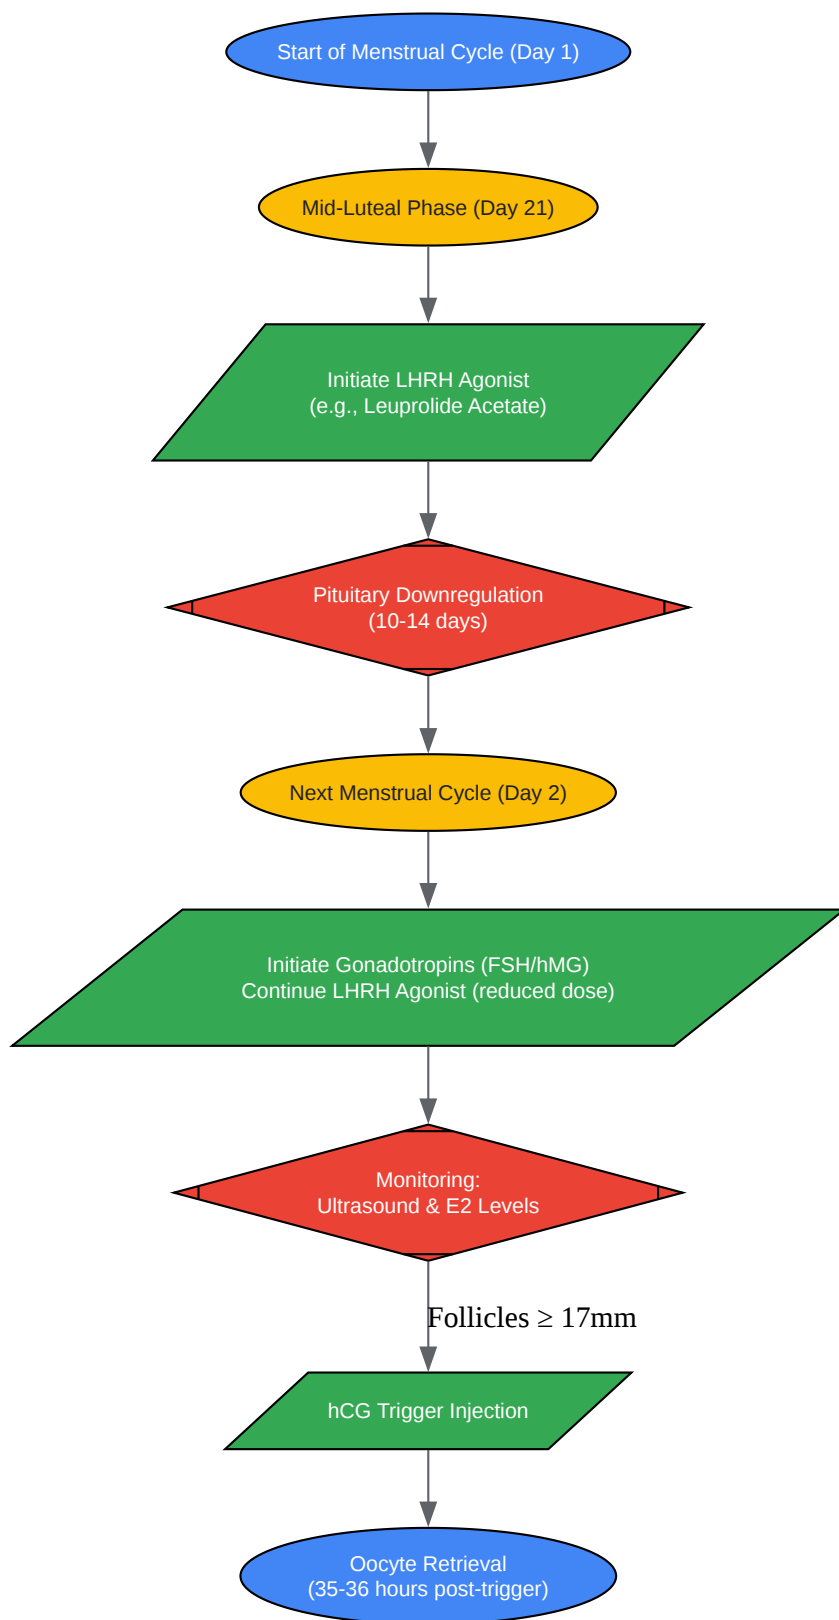 Start of Menstrual Cycle (Day 1)
Mid-Luteal Phase (Day 21)
Initiate LHRH Agonist
(e.g., Leuprolide Acetate)
Pituitary Downregulation
(10-14 days)
Next Menstrual Cycle (Day 2)
Initiate Gonadotropins (FSH/hMG)
Continue LHRH Agonist (reduced dose)
Monitoring:
Ultrasound & E2 Levels
Follicles ≥ 17mm
hCG Trigger Injection
Oocyte Retrieval
(35-36 hours post-trigger)